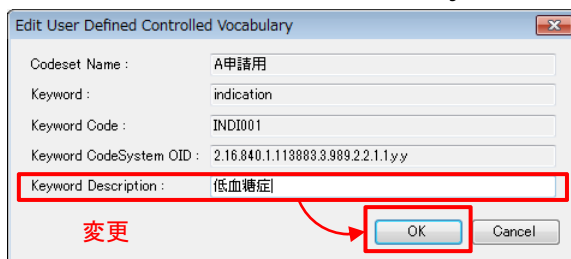 Edit User Defined Controlled Vocabulary
Codeset Name : A申請用
Keyword : indication
Keyword Code : INDI001
Keyword CodeSystem OID : 2.16.840.1.113883.3.989.2.2.1.1.y.y
Keyword Description : 低血糖症
変更
OK Cancel